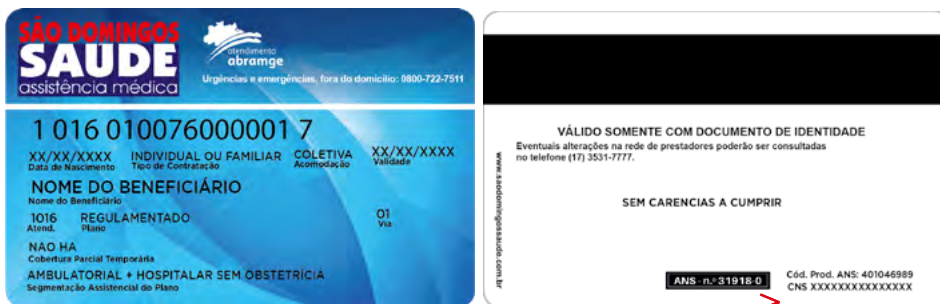 SÃO DOMINGOS
SAUDE
assistência médica
atendimento
abramge
Urgências e emergências, fora do domicílio: 0800-722-7511
1 016 010076000001 7
XX/XX/XXXX INDIVIDUAL OU FAMILIAR COLETIVA XX/XX/XXXX
Data de Nascimento Tipo de Contratação Acomodação Validade
NOME DO BENEFICIÁRIO
Nome do Beneficiário
1016 REGULAMENTADO 01
Atend. Plano Via
NAO HA
Cobertura Parcial Temporária
AMBULATORIAL + HOSPITALAR SEM OBSTETRÍCIA
Segmentação Assistencial do Plano
VÁLIDO SOMENTE COM DOCUMENTO DE IDENTIDADE
Eventuais alterações na rede de prestadores poderão ser consultadas
no telefone (17) 3531-7777.
www.saodomingossaude.com.br
SEM CARENCIAS A CUMPRIR
ANS - n.º 31918-0
Cód. Prod. ANS: 401046989
CNS XXXXXXXXXXXXXXX